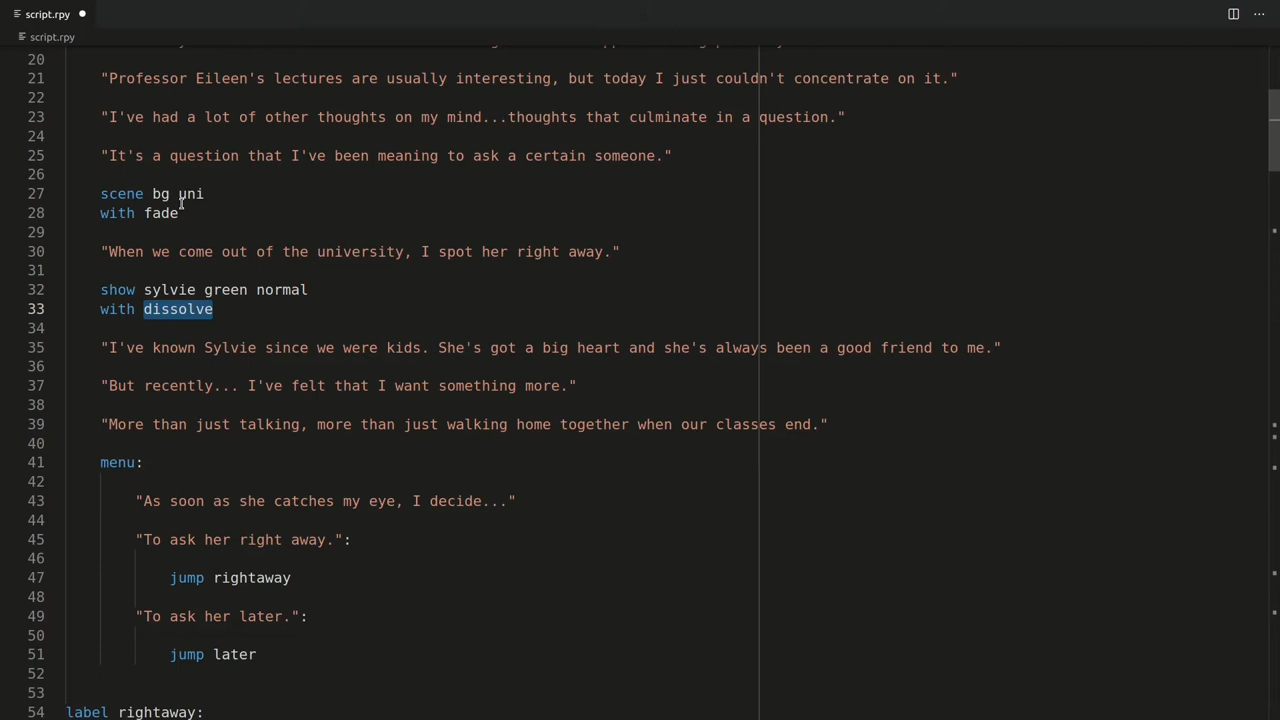 script.rpy
script.rpy
20
21 "Professor Eileen's lectures are usually interesting, but today I just couldn't concentrate on it."
22
23 "I've had a lot of other thoughts on my mind...thoughts that culminate in a question."
24
25 "It's a question that I've been meaning to ask a certain someone."
26
27 scene bg uni
28 with fade
29
30 "When we come out of the university, I spot her right away."
31
32 show sylvie green normal
33 with dissolve
34
35 "I've known Sylvie since we were kids. She's got a big heart and she's always been a good friend to me."
36
37 "But recently... I've felt that I want something more."
38
39 "More than just talking, more than just walking home together when our classes end."
40
41 menu:
42
43 "As soon as she catches my eye, I decide..."
44
45 "To ask her right away.":
46
47 jump rightaway
48
49 "To ask her later.":
50
51 jump later
52
53
54 label rightaway: